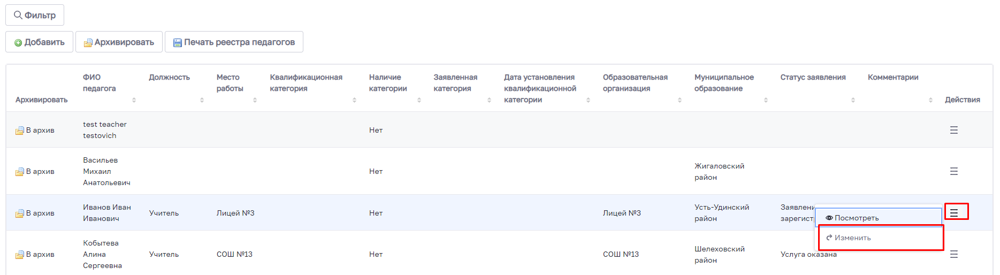 Фильтр
Добавить Архивировать Печать реестра педагогов
Архивировать
ФИО
педагога
Должность
Место
работы
Квалификационная
категория
Наличие
категории
Заявленная
категория
Дата установления
квалификационной
категории
Образовательная
организация
Муниципальное
образование
Статус заявления
Комментарии
Действия
В архив
test teacher
testovich
Нет
В архив
Васильев
Михаил
Анатольевич
Нет
Жигаловский
район
В архив
Иванов Иван
Иванович
Учитель
Лицей №3
Нет
Лицей №3
Усть-Удинский
район
Заявлени
зарегист
Посмотреть
Изменить
В архив
Кобытева
Алина
Сергеевна
Учитель
СОШ №13
Нет
СОШ №13
Шелеховский
район
Услуга оказана